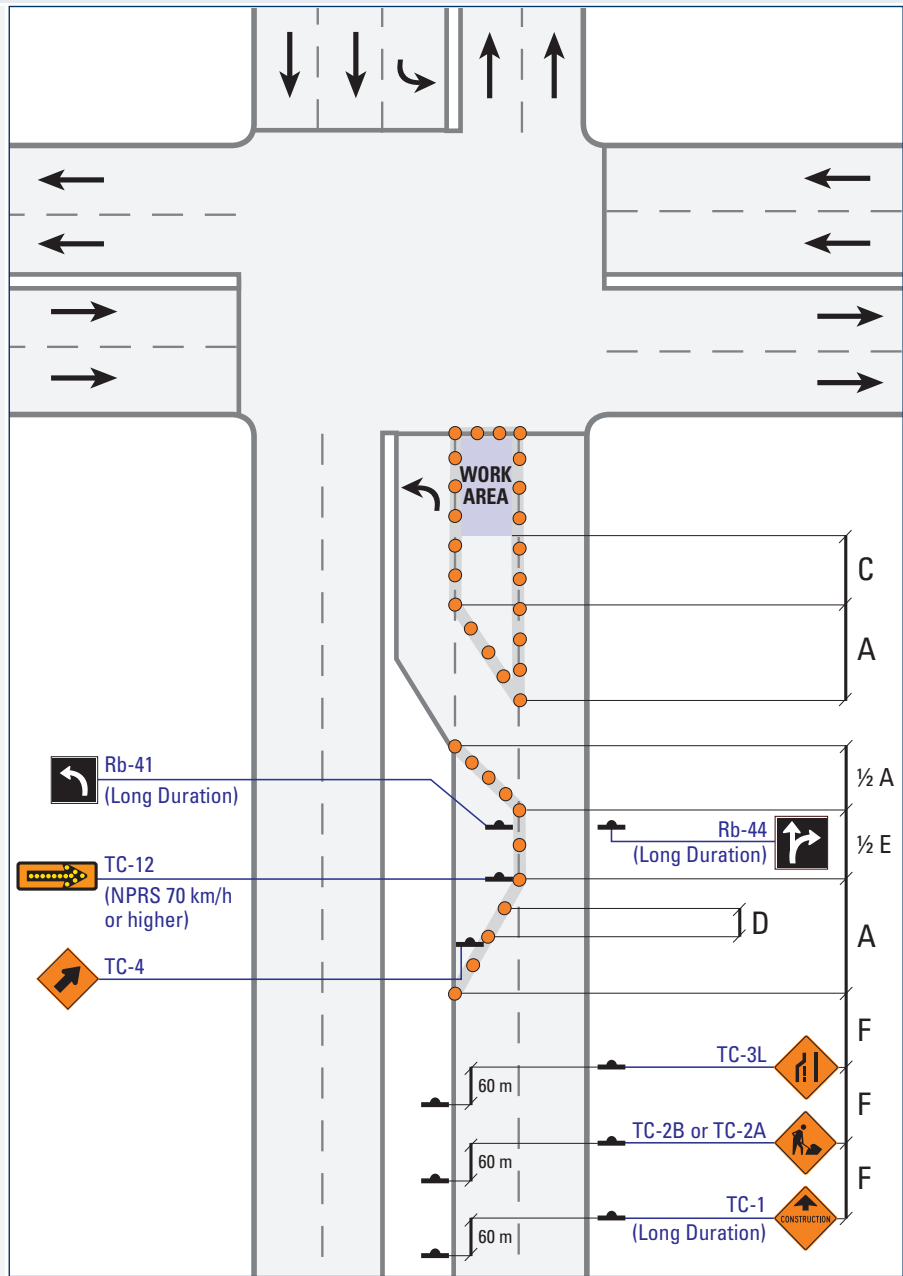 WORK
AREA
C
A
Rb-41
(Long Duration)
½ A
Rb-44
(Long Duration)
½ E
TC-12
(NPRS 70 km/h
or higher)
D
A
TC-4
F
TC-3L
60 m
F
TC-2B or TC-2A
60 m
F
TC-1
(Long Duration)
CONSTRUCTION
60 m